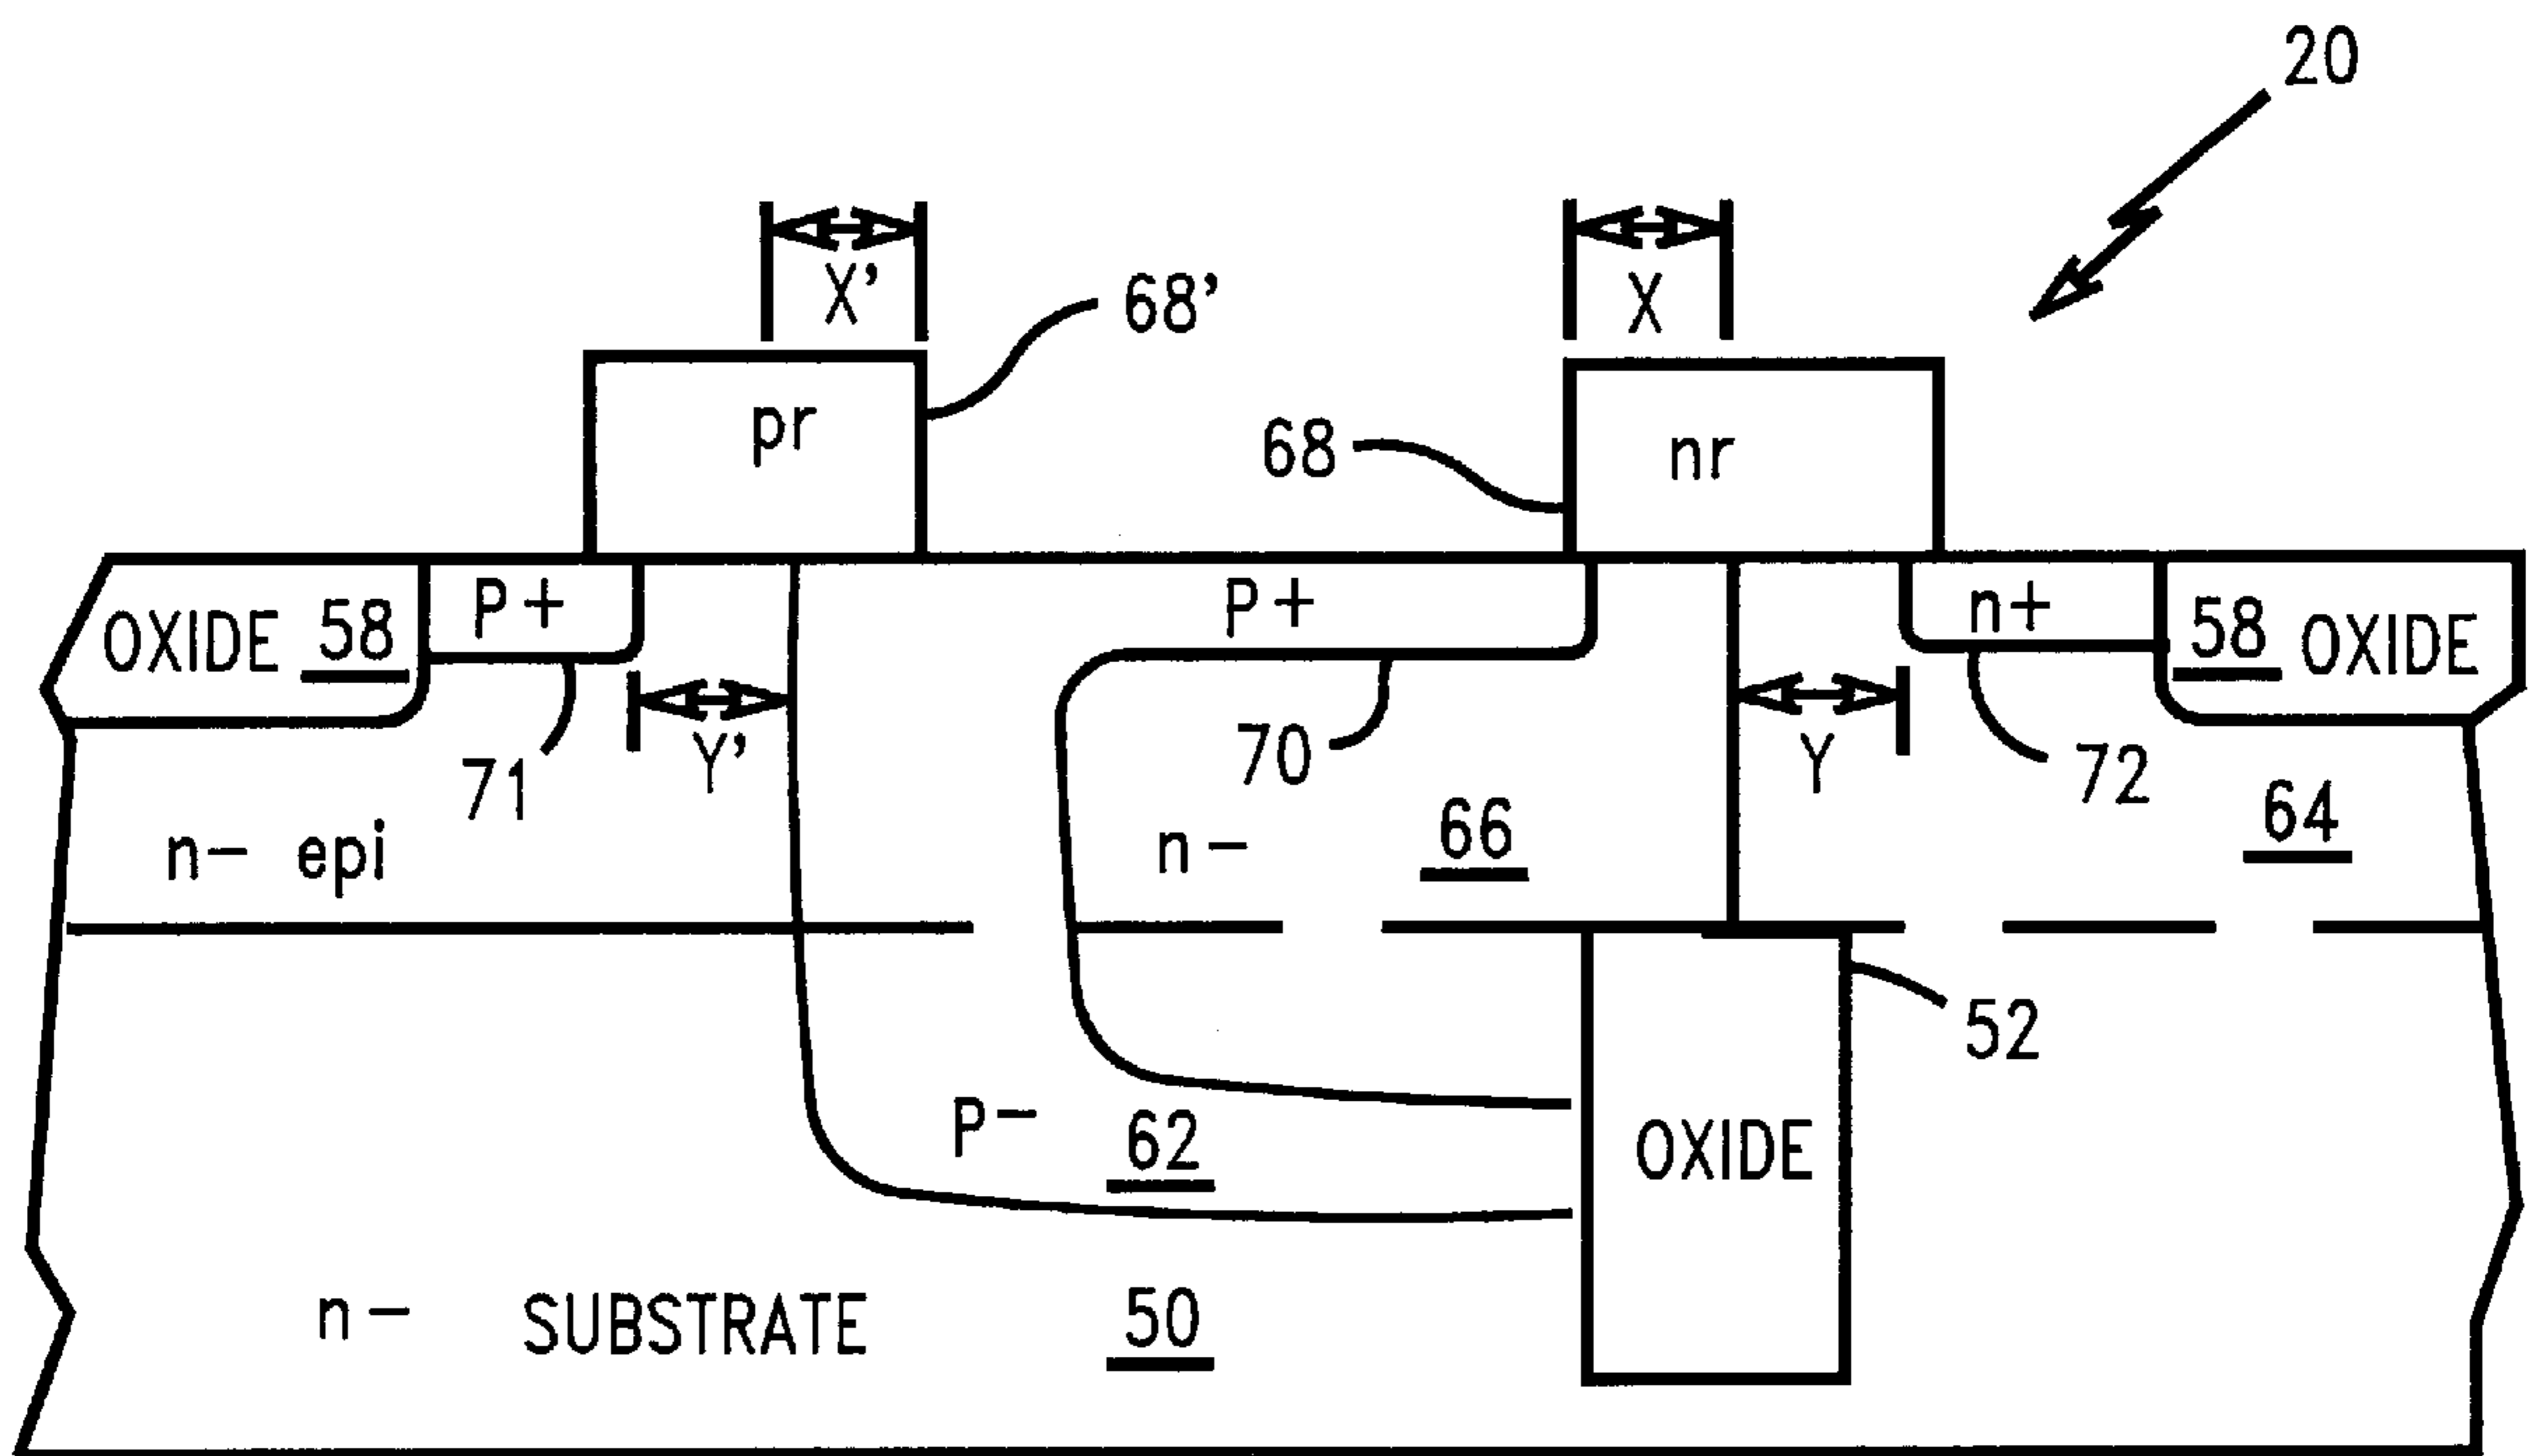 20
X'
X
68'
pr
68
nr
OXIDE 58
P+
P+
n+
58 OXIDE
71
Y'
70
Y
72
n- epi
n-
66
64
52
P-
62
OXIDE
n- SUBSTRATE 50